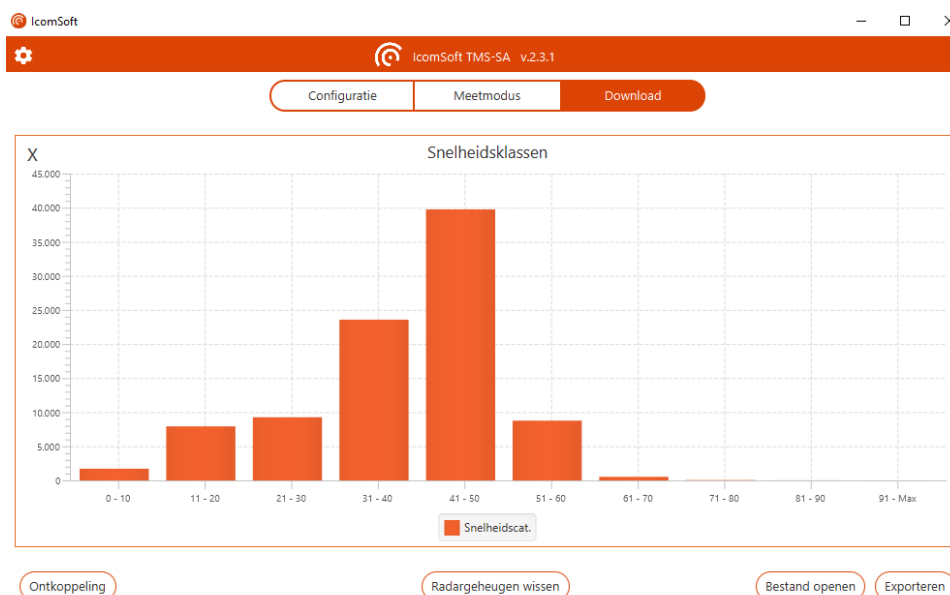 IcomSoft
IcomSoft TMS-SA v.2.3.1
Configuratie Meetmodus Download
X Snelheidsklassen
45.000
40.000
35.000
30.000
25.000
20.000
15.000
10.000
5.000
0
0 - 10 11 - 20 21 - 30 31 - 40 41 - 50 51 - 60 61 - 70 71 - 80 81 - 90 91 - Max
Snelheidscat.
Ontkoppeling Radargeheugen wissen Bestand openen Exporteren